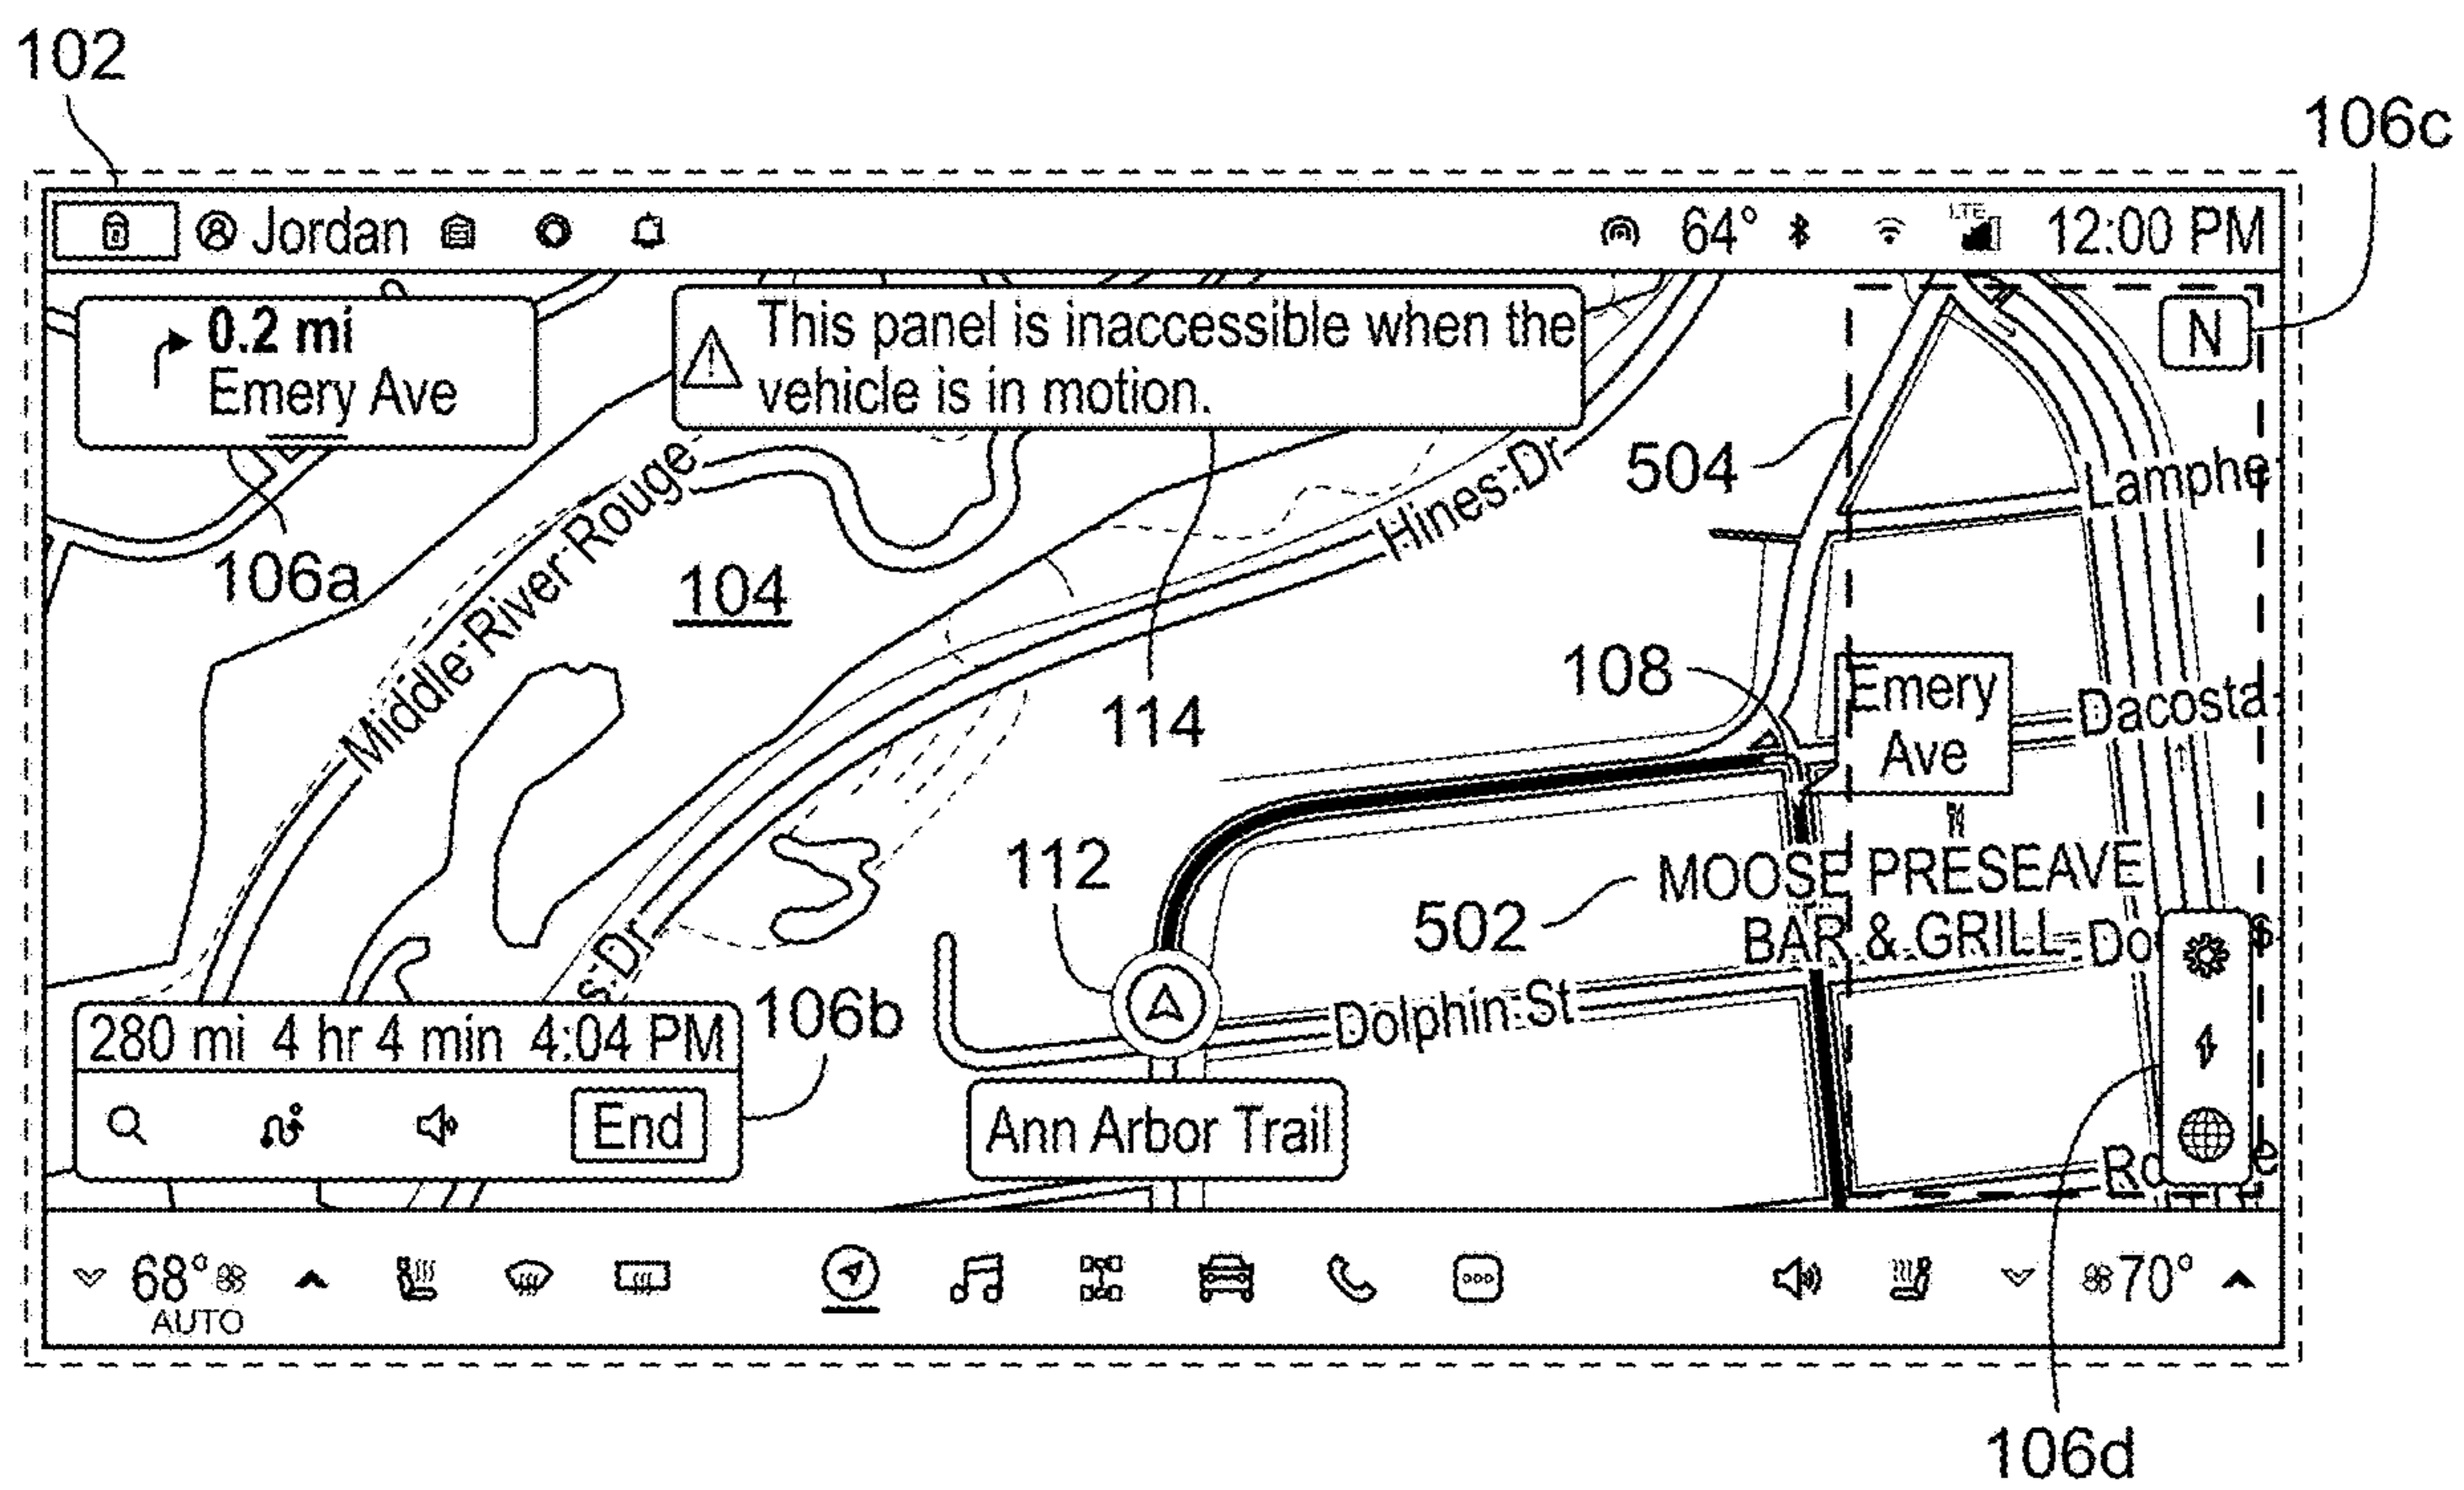 102
106c
Jordan
64°
LTE
12:00 PM
0.2 mi
Emery Ave
This panel is inaccessible when the
vehicle is in motion.
N
504
Lamphe
106a
Middle River Rouge
Hines Dr
104
108
114
Emery
Ave
Dacosta
112
502
MOOSE PRESEAVE
BAR & GRILL
Do
s Dr
106b
Dolphin St
280 mi 4 hr 4 min 4:04 PM
End
Ann Arbor Trail
Ro
68°
AUTO
70°
106d